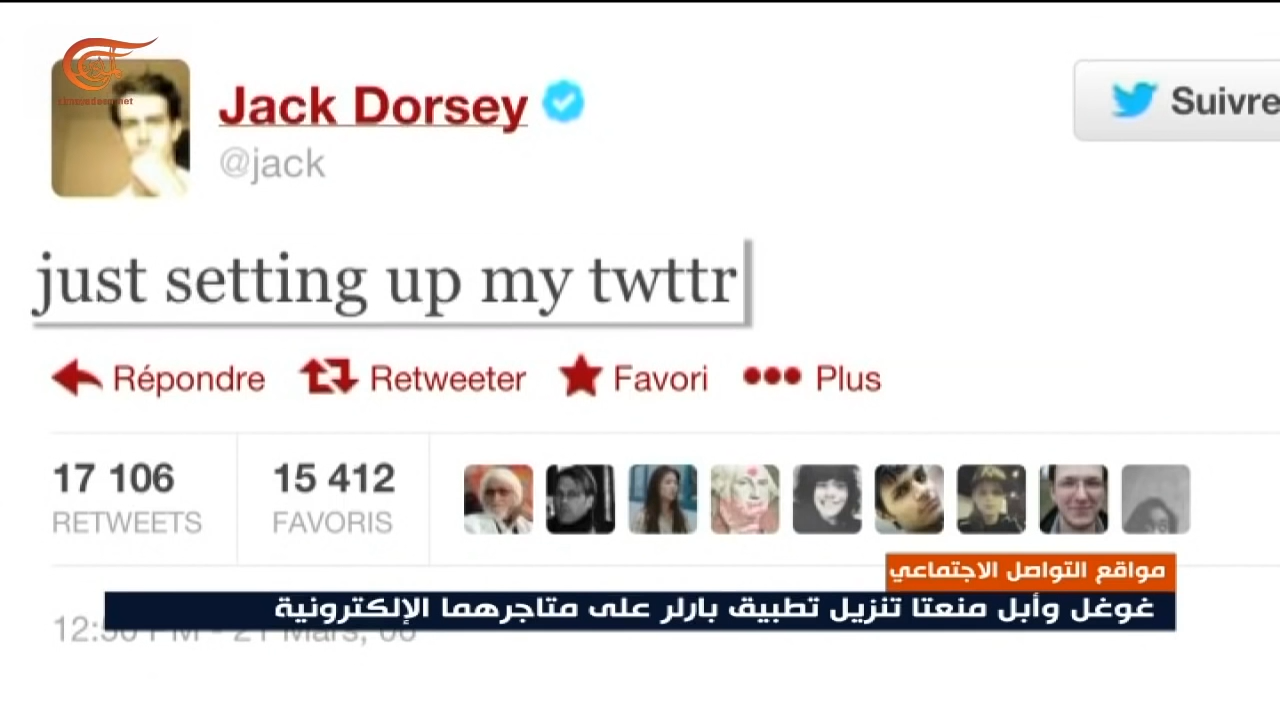 Jack Dorsey
Suivre
@jack
just setting up my twttr
Répondre Retweeter Favori Plus
17 106 15 412
RETWEETS FAVORIS
مواقع التواصل الاجتماعي
غوغل وأبل منعتا تنزيل تطبيق بارلر على متاجرهما الإلكترونية